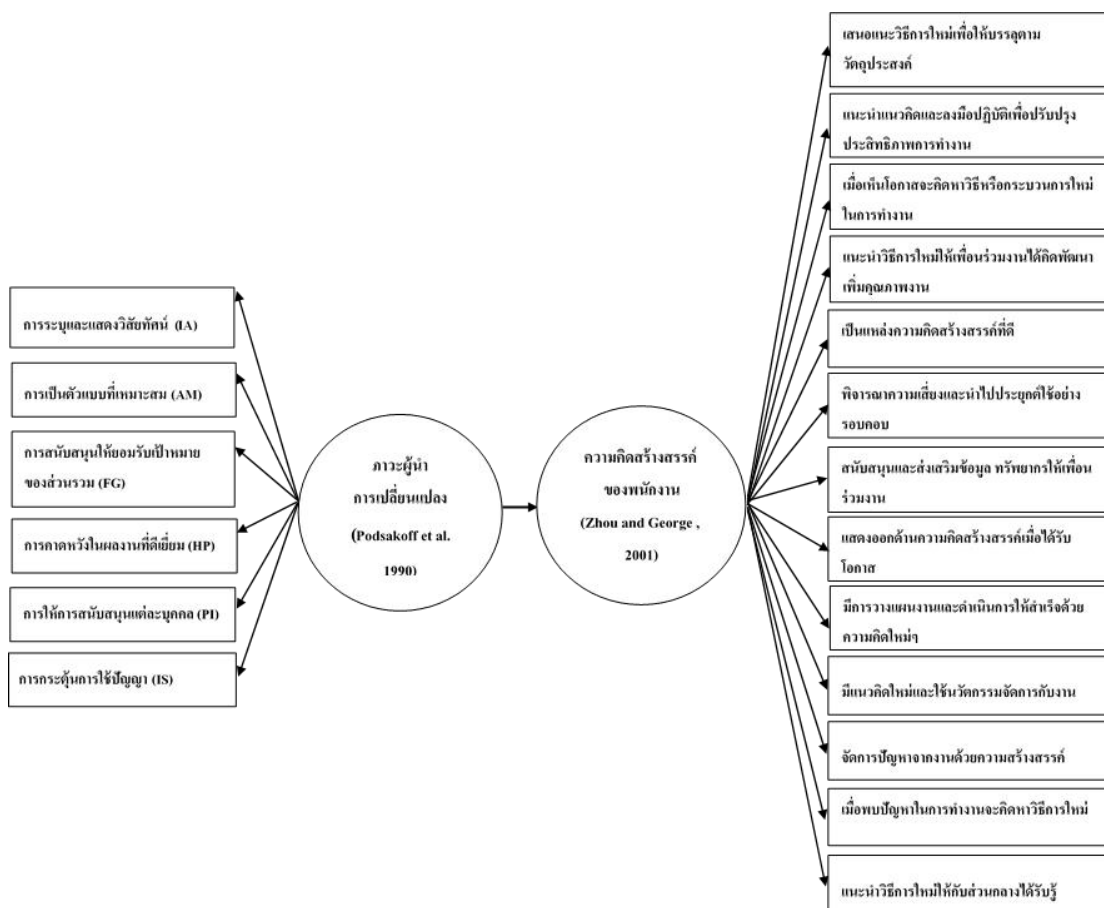 การระบุและแสดงวิสัยทัศน์ (IA)
การเป็นตัวแบบที่เหมาะสม (AM)
การสนับสนุนให้ยอมรับเป้าหมาย
ของส่วนรวม (FG)
การคาดหวังในผลงานที่ดีเยี่ยม (HP)
การให้การสนับสนุนแต่ละบุคคล (PI)
การกระตุ้นการใช้ปัญญา (IS)
ภาวะผู้นำ
การเปลี่ยนแปลง
(Podsakoff et al.
1990)
ความคิดสร้างสรรค์
ของพนักงาน
(Zhou and George ,
2001)
เสนอแนะวิธีการใหม่เพื่อให้บรรลุตาม
วัตถุประสงค์
แนะนำแนวคิดและลงมือปฏิบัติเพื่อปรับปรุง
ประสิทธิภาพการทำงาน
เมื่อเห็นโอกาสจะคิดหาวิธีหรือกระบวนการใหม่
ในการทำงาน
แนะนำวิธีการใหม่ให้เพื่อนร่วมงานได้คิดพัฒนา
เพิ่มคุณภาพงาน
เป็นแหล่งความคิดสร้างสรรค์ที่ดี
พิจารณาความเสี่ยงและนำไปประยุกต์ใช้อย่าง
รอบคอบ
สนับสนุนและส่งเสริมข้อมูล ทรัพยากรให้เพื่อน
ร่วมงาน
แสดงออกด้านความคิดสร้างสรรค์เมื่อได้รับ
โอกาส
มีการวางแผนงานและดำเนินการให้สำเร็จด้วย
ความคิดใหม่ๆ
มีแนวคิดใหม่และใช้นวัตกรรมจัดการกับงาน
จัดการปัญหาจากงานด้วยความสร้างสรรค์
เมื่อพบปัญหาในการทำงานจะคิดหาวิธีการใหม่
แนะนำวิธีการใหม่ให้กับส่วนกลางได้รับรู้